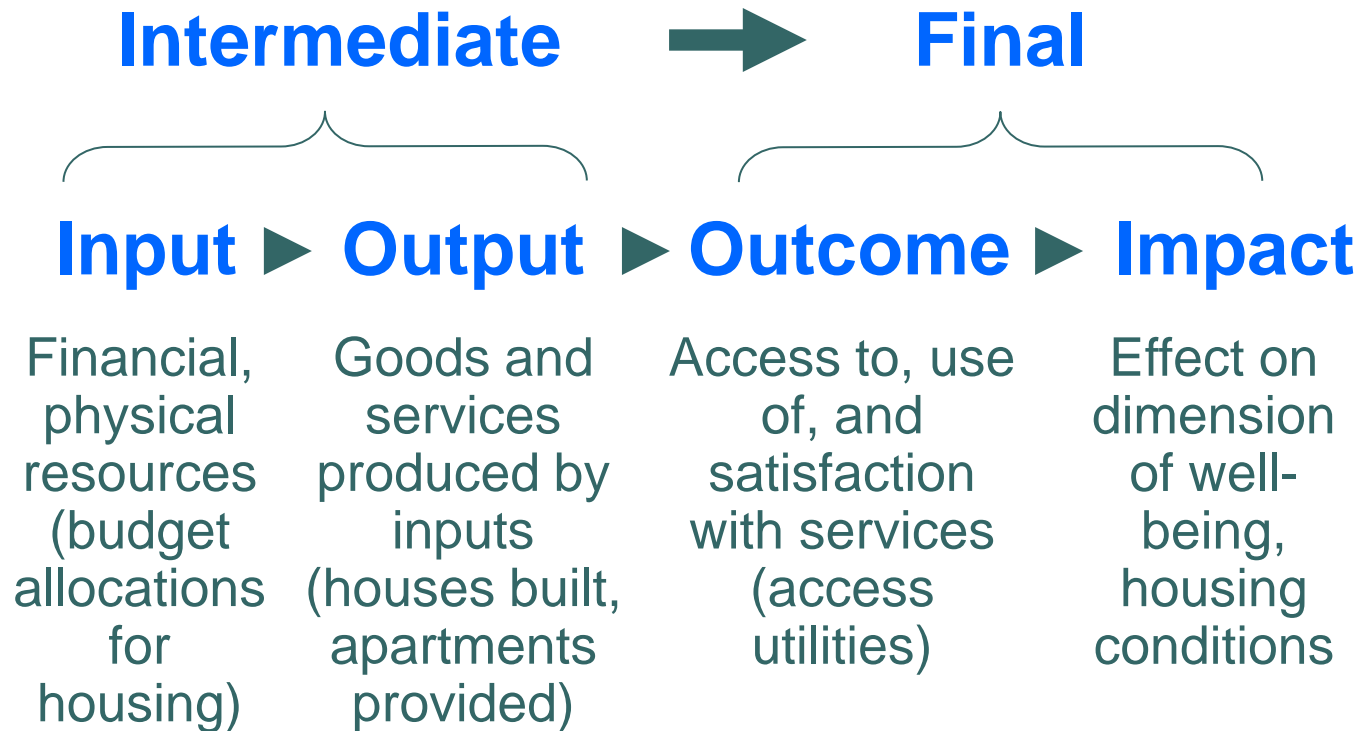 Intermediate Final
Input Output Outcome Impact
Financial,
physical
resources
(budget
allocations
for
housing)
Goods and
services
produced by
inputs
(houses built,
apartments
provided)
Access to, use
of, and
satisfaction
with services
(access
utilities)
Effect on
dimension
of well-
being,
housing
conditions